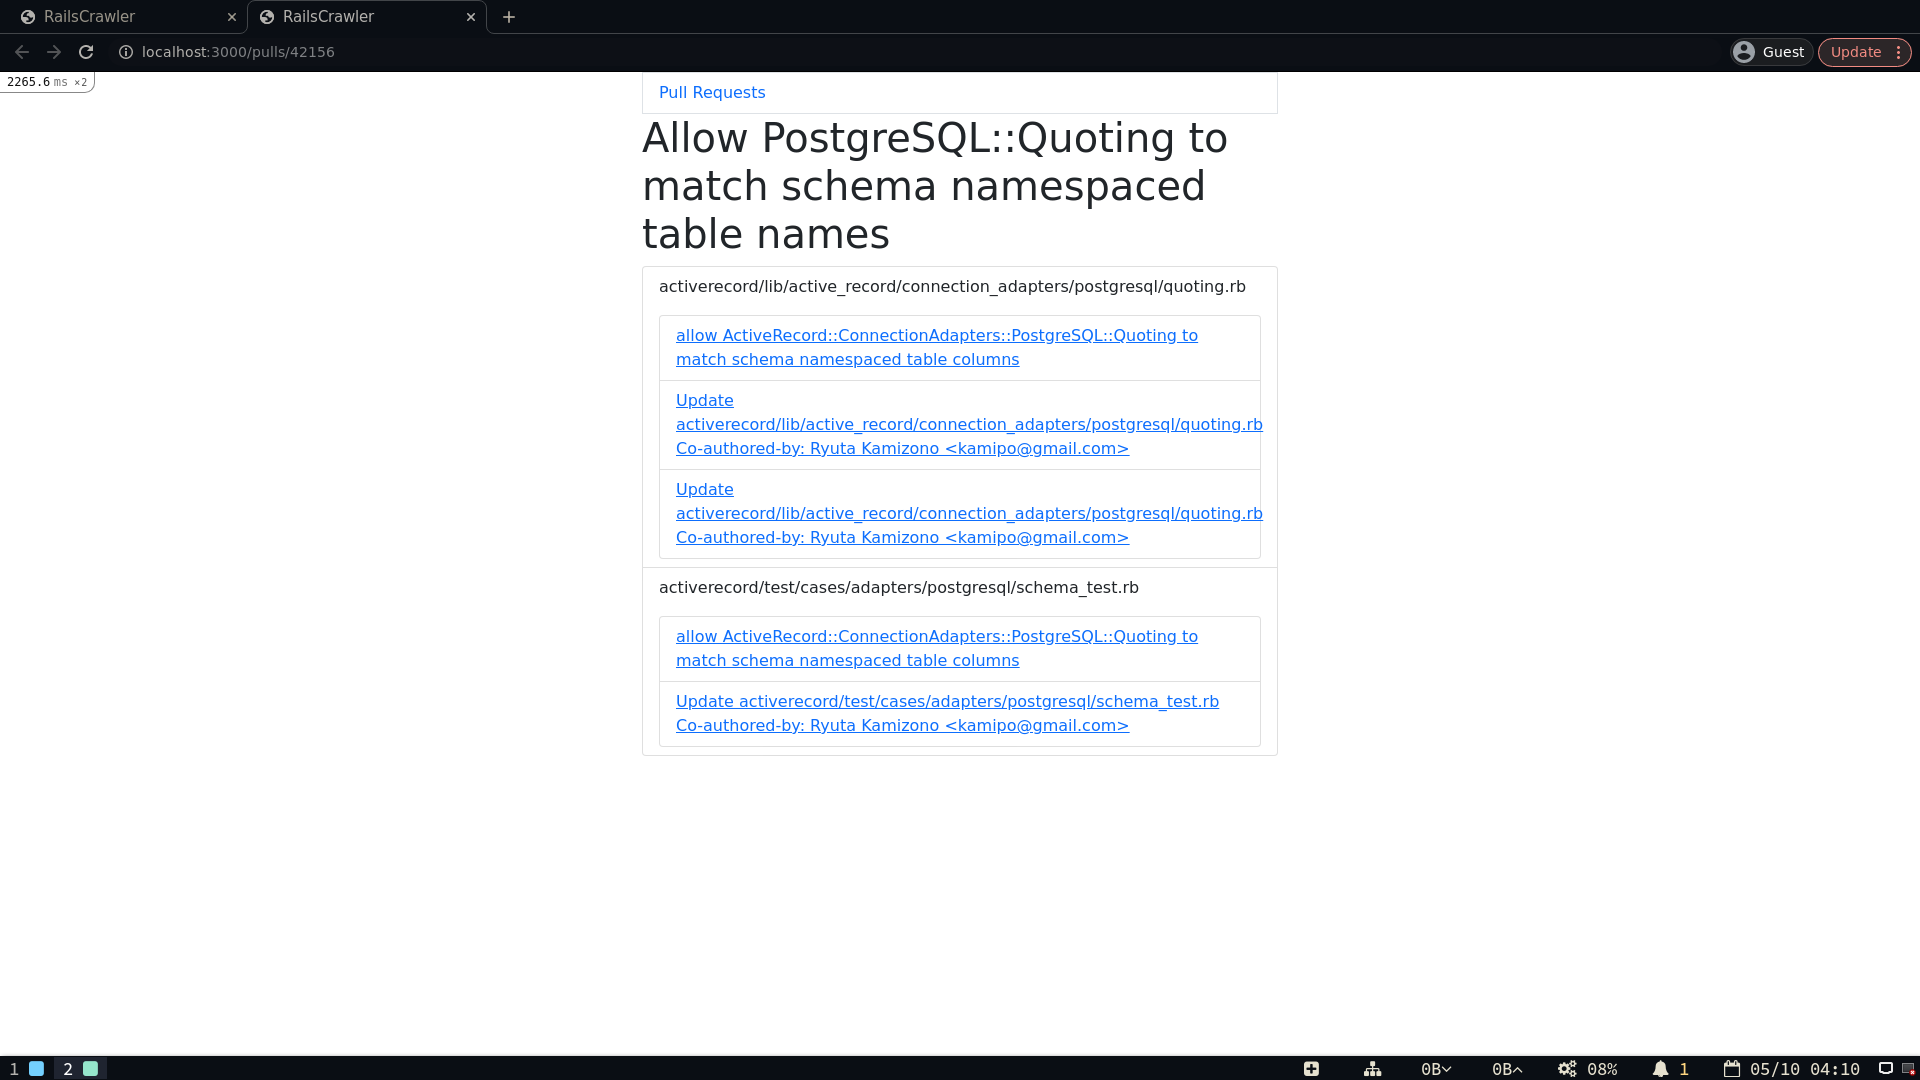 RailsCrawler
RailsCrawler
localhost:3000/pulls/42156
Guest
Update
2265.6 ms ×2
Pull Requests
Allow PostgreSQL::Quoting to
match schema namespaced
table names
activerecord/lib/active_record/connection_adapters/postgresql/quoting.rb
allow ActiveRecord::ConnectionAdapters::PostgreSQL::Quoting to
match schema namespaced table columns
Update
activerecord/lib/active_record/connection_adapters/postgresql/quoting.rb
Co-authored-by: Ryuta Kamizono <kamipo@gmail.com>
Update
activerecord/lib/active_record/connection_adapters/postgresql/quoting.rb
Co-authored-by: Ryuta Kamizono <kamipo@gmail.com>
activerecord/test/cases/adapters/postgresql/schema_test.rb
allow ActiveRecord::ConnectionAdapters::PostgreSQL::Quoting to
match schema namespaced table columns
Update activerecord/test/cases/adapters/postgresql/schema_test.rb
Co-authored-by: Ryuta Kamizono <kamipo@gmail.com>
1 2 0B 0B 08% 1 05/10 04:10